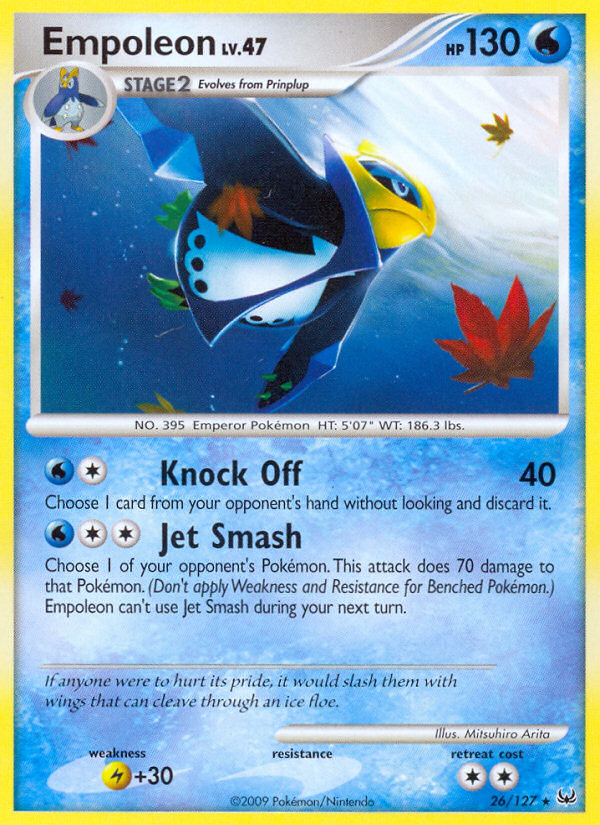 Empoleon LV.47 HP 130
STAGE2 Evolves from Prinplup
NO. 395 Emperor Pokémon HT: 5'07" WT: 186.3 lbs.
Knock Off 40
Choose 1 card from your opponent's hand without looking and discard it.
Jet Smash
Choose 1 of your opponent's Pokémon. This attack does 70 damage to
that Pokémon. (Don't apply Weakness and Resistance for Benched Pokémon.)
Empoleon can't use Jet Smash during your next turn.
If anyone were to hurt its pride, it would slash them with
wings that can cleave through an ice floe.
Illus. Mitsuhiro Arita
weakness resistance retreat cost
+30
©2009 Pokémon/Nintendo 26/127